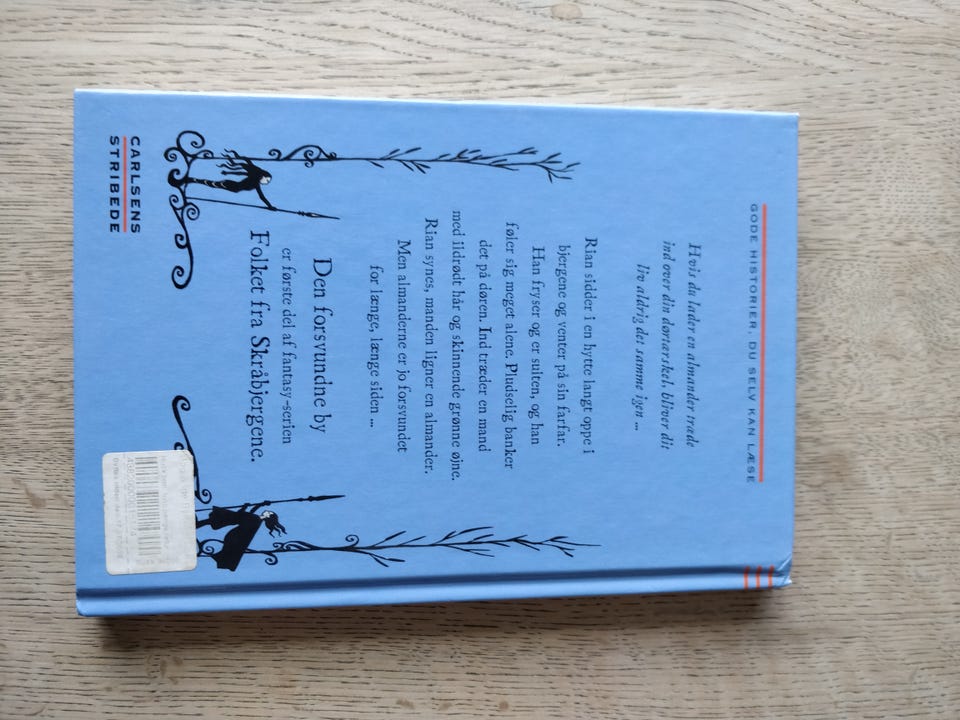 GODE HISTORIER, DU SELV KAN LÆSE
Hvis du lader en almander træde
ind over din dørtærskel, bliver dit
liv aldrig det samme igen ...
Rian sidder i en hytte langt oppe i
bjergene og venter på sin farfar.
Han fryser og er sulten, og han
føler sig meget alene. Pludselig banker
det på døren. Ind træder en mand
med ildrødt hår og skinnende grønne øjne.
Rian synes, manden ligner en almander.
Men almanderne er jo forsvundet
for længe, længe siden ...
Den forsvundne by
er første del af fantasy-serien
Folket fra Skråbjergene.
CARLSENS
STRIBEDE